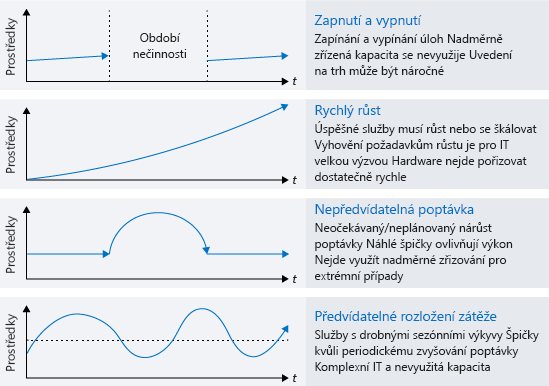 Prostředky
Období
nečinnosti
t
Zapnutí a vypnutí
Zapínání a vypínání úloh Nadměrně
zřízená kapacita se nevyužije Uvedení
na trh může být náročné
Prostředky
t
Rychlý růst
Úspěšné služby musí růst nebo se škálovat
Vyhovění požadavkům růstu je pro IT
velkou výzvou Hardware nejde pořizovat
dostatečně rychle
Prostředky
t
Nepředvídatelná poptávka
Neočekávaný/neplánovaný nárůst
poptávky Náhlé špičky ovlivňují výkon
Nejde využít nadměrné zřizování pro
extrémní případy
Prostředky
t
Předvídatelné rozložení zátěže
Služby s drobnými sezónními výkyvy Špičky
kvůli periodickému zvyšování poptávky
Komplexní IT a nevyužitá kapacita